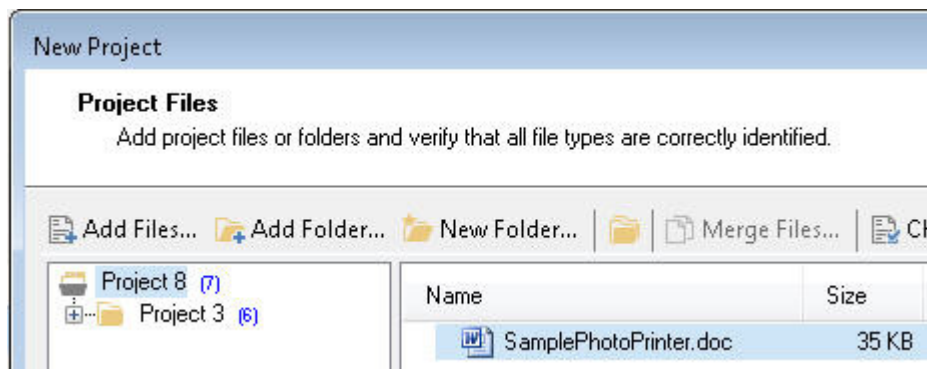 New Project
Project Files
Add project files or folders and verify that all file types are correctly identified.
Add Files... Add Folder... New Folder... Merge Files...
Project 8 (7)
Project 3 (6)
Name Size
SamplePhotoPrinter.doc 35 KB